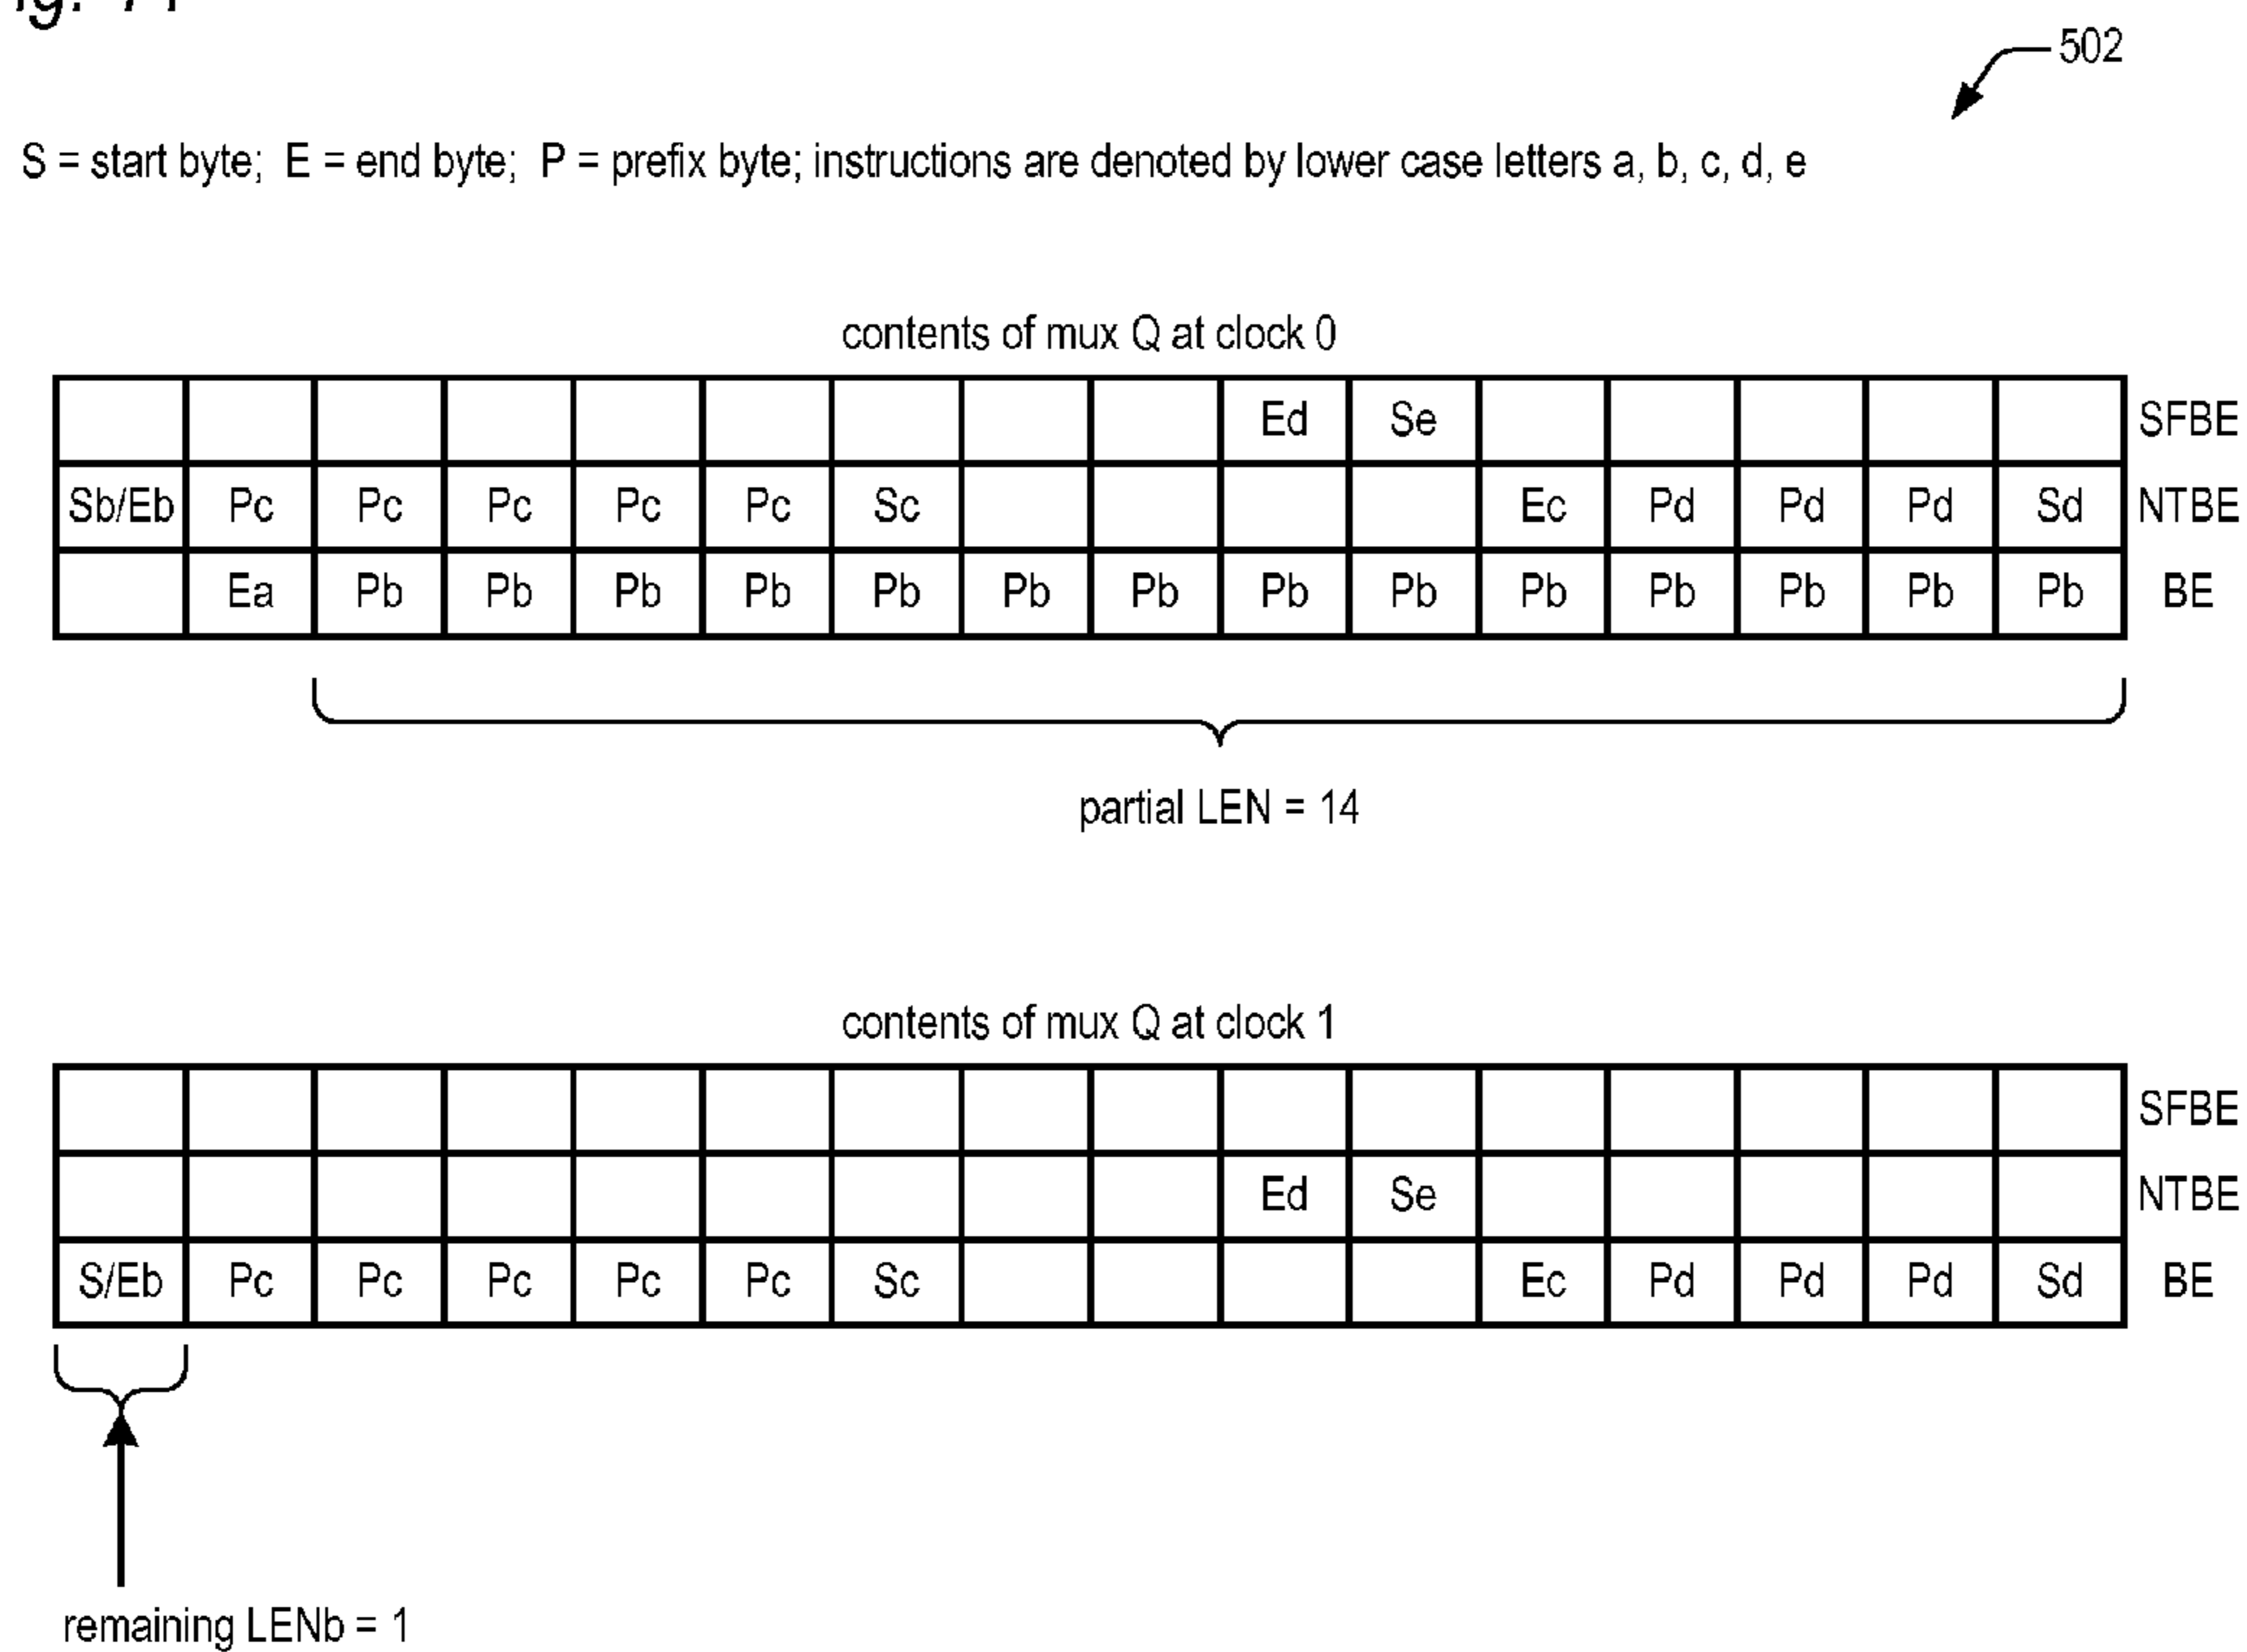 502
S = start byte; E = end byte; P = prefix byte; instructions are denoted by lower case letters a, b, c, d, e
contents of mux Q at clock 0
Ed Se SFBE
Sb/Eb Pc Pc Pc Pc Pc Sc Ec Pd Pd Pd Sd NTBE
Ea Pb Pb Pb Pb Pb Pb Pb Pb Pb Pb Pb Pb Pb Pb BE
partial LEN = 14
contents of mux Q at clock 1
SFBE
Ed Se NTBE
S/Eb Pc Pc Pc Pc Pc Sc Ec Pd Pd Pd Sd BE
remaining LENb = 1